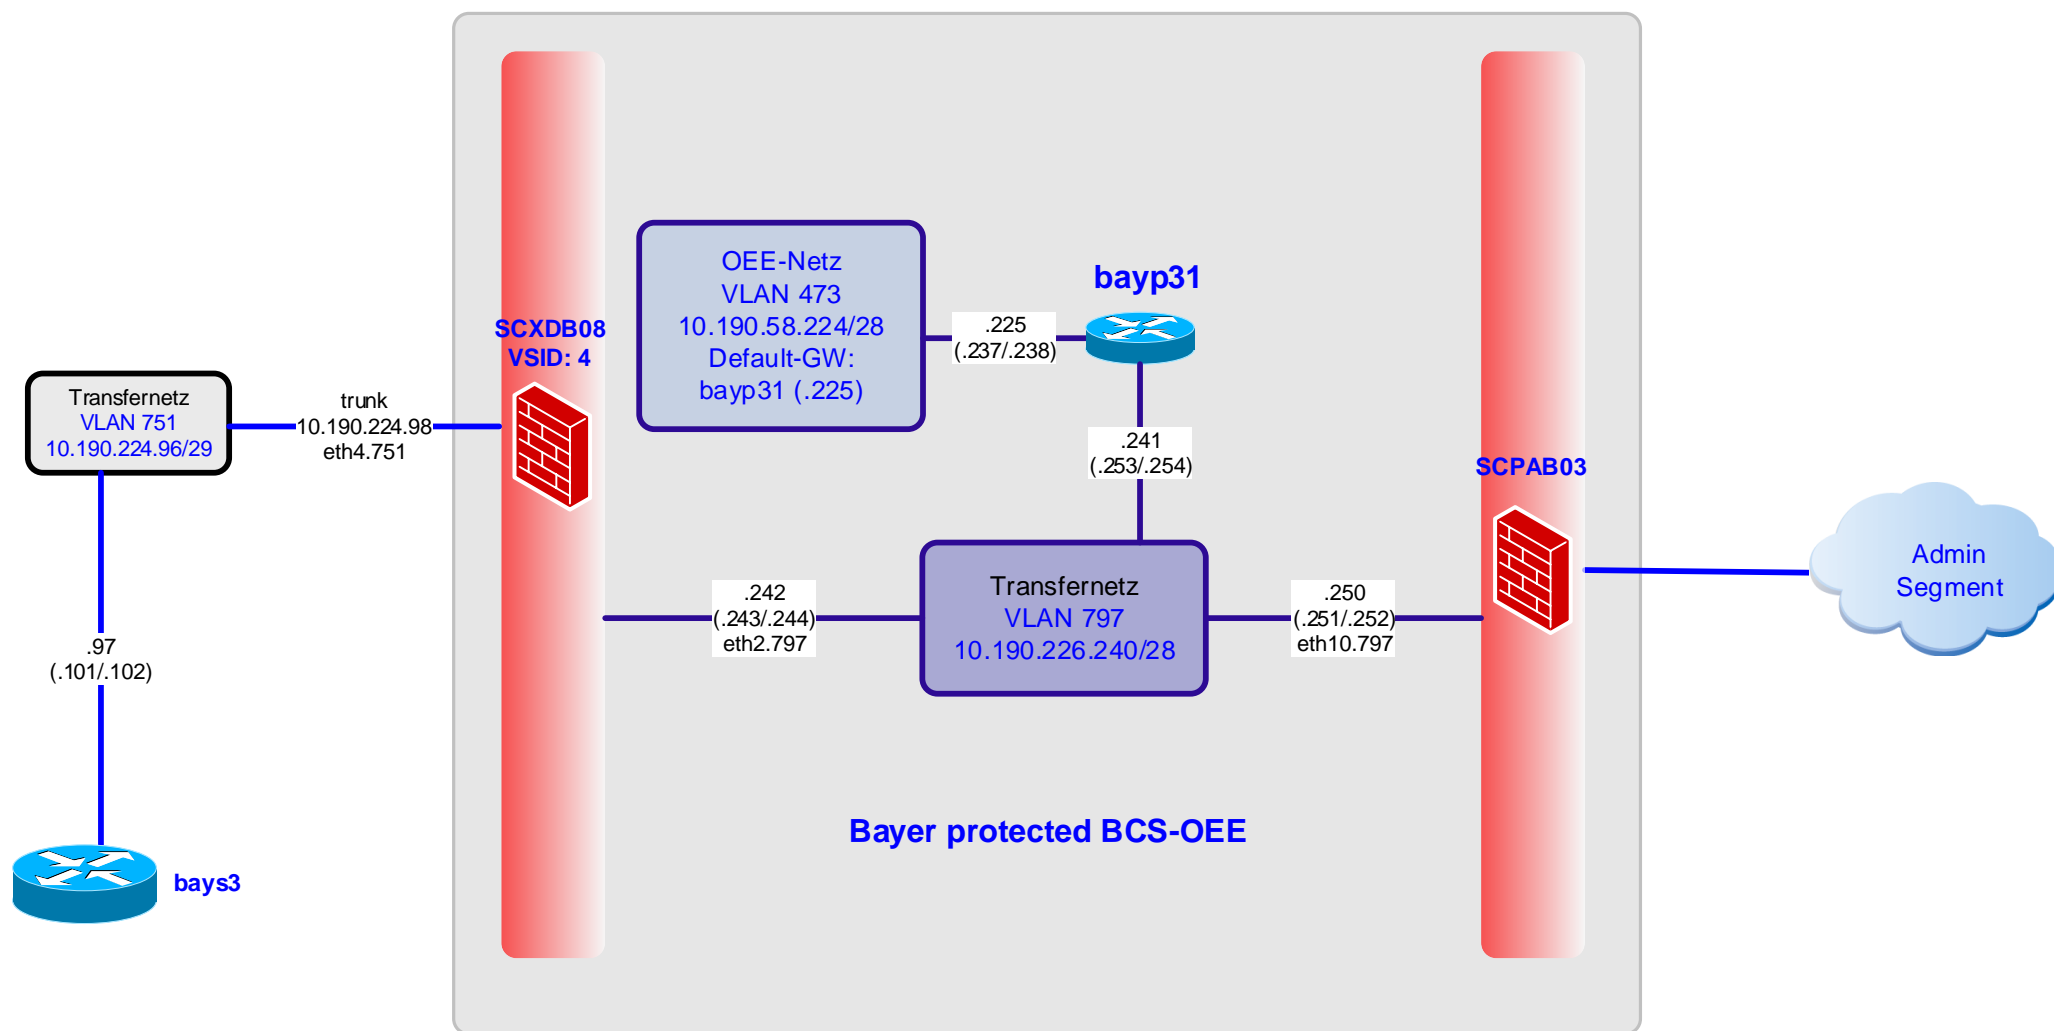 OEE-Netz
VLAN 473
10.190.58.224/28
Default-GW:
bayp31 (.225)
bayp31
.225
(.237/.238)
SCXDB08
VSID: 4
Transfernetz
VLAN 751
10.190.224.96/29
trunk
10.190.224.98
eth4.751
.241
(.253/.254)
SCPAB03
Admin
Segment
.242
(.243/.244)
eth2.797
Transfernetz
VLAN 797
10.190.226.240/28
.250
(.251/.252)
eth10.797
.97
(.101/.102)
Bayer protected BCS-OEE
bays3